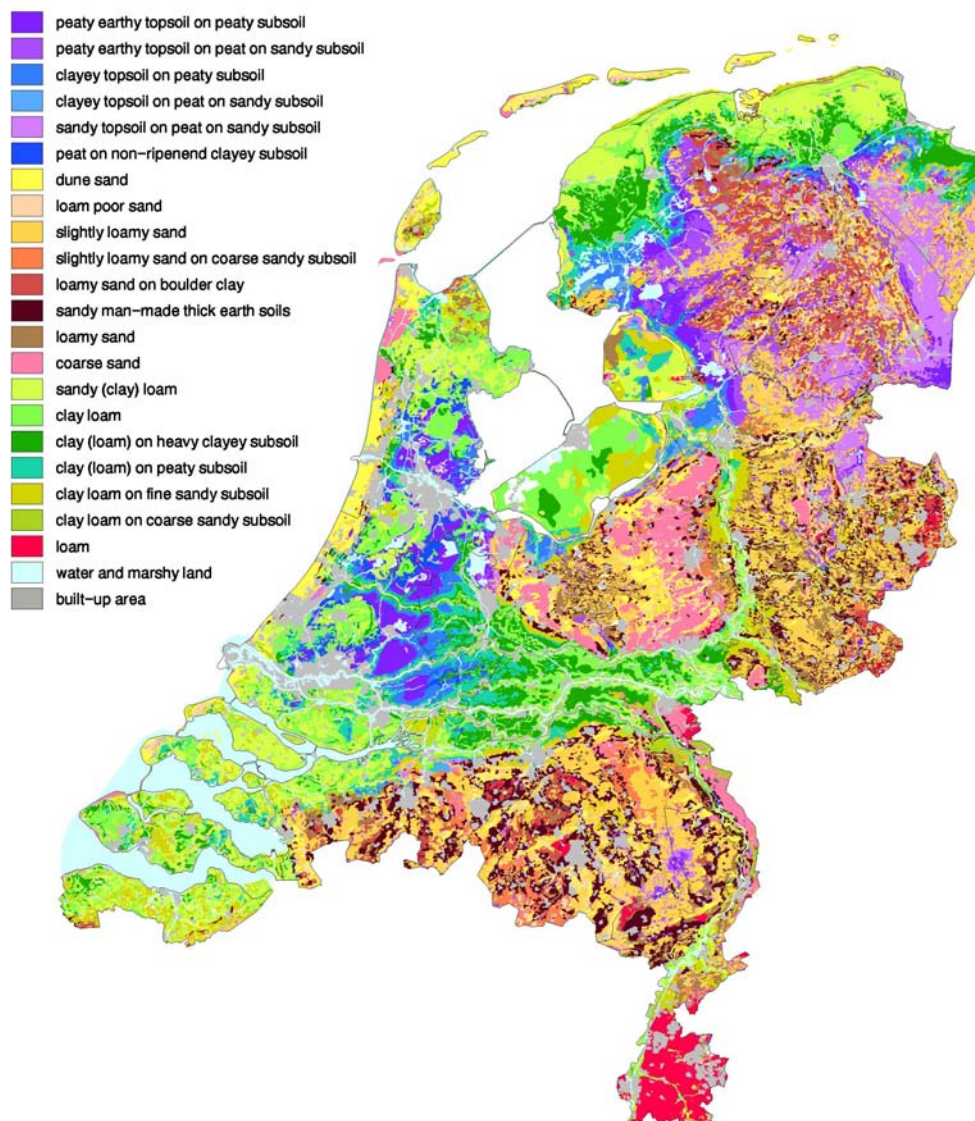 peaty earthy topsoil on peaty subsoil
peaty earthy topsoil on peat on sandy subsoil
clayey topsoil on peaty subsoil
clayey topsoil on peat on sandy subsoil
sandy topsoil on peat on sandy subsoil
peat on non-ripenend clayey subsoil
dune sand
loam poor sand
slightly loamy sand
slightly loamy sand on coarse sandy subsoil
loamy sand on boulder clay
sandy man-made thick earth soils
loamy sand
coarse sand
sandy (clay) loam
clay loam
clay (loam) on heavy clayey subsoil
clay (loam) on peaty subsoil
clay loam on fine sandy subsoil
clay loam on coarse sandy subsoil
loam
water and marshy land
built-up area